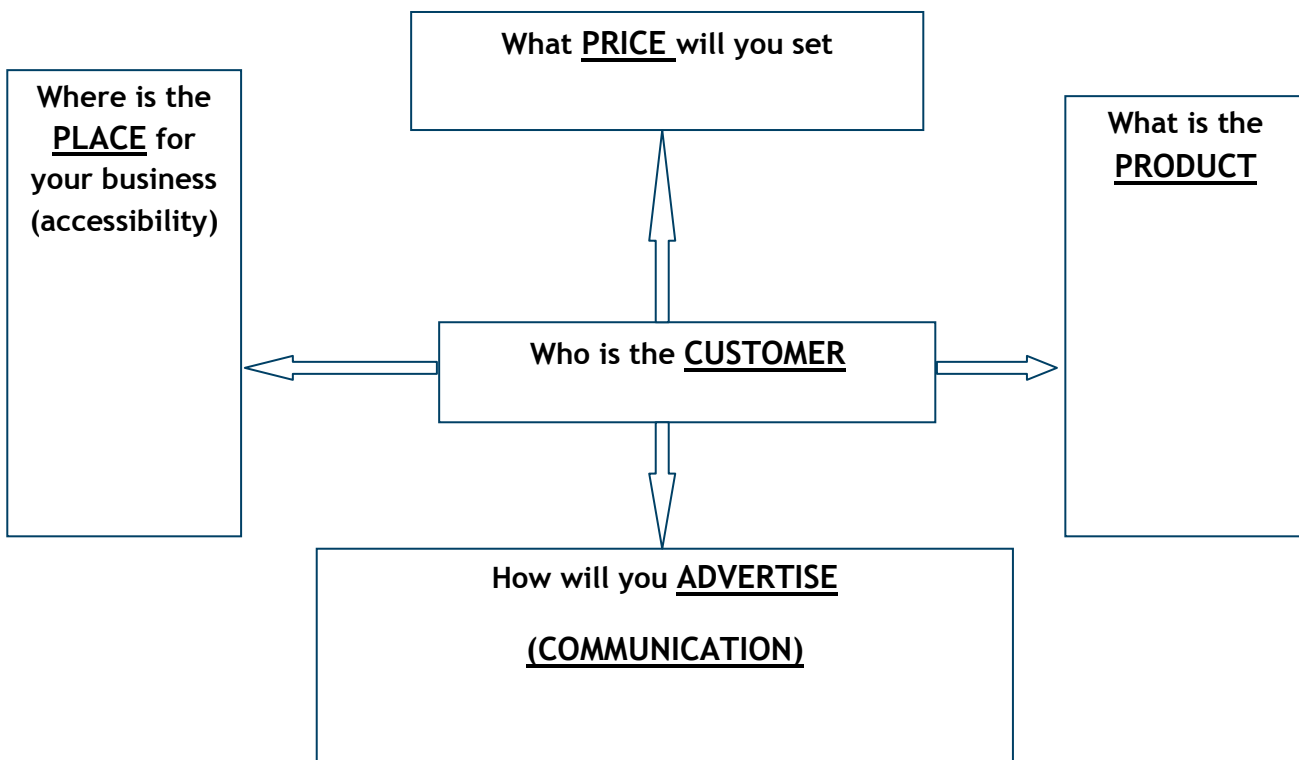 What PRICE will you set
Where is the
PLACE for
your business
(accessibility)
What is the
PRODUCT
Who is the CUSTOMER
How will you ADVERTISE
(COMMUNICATION)